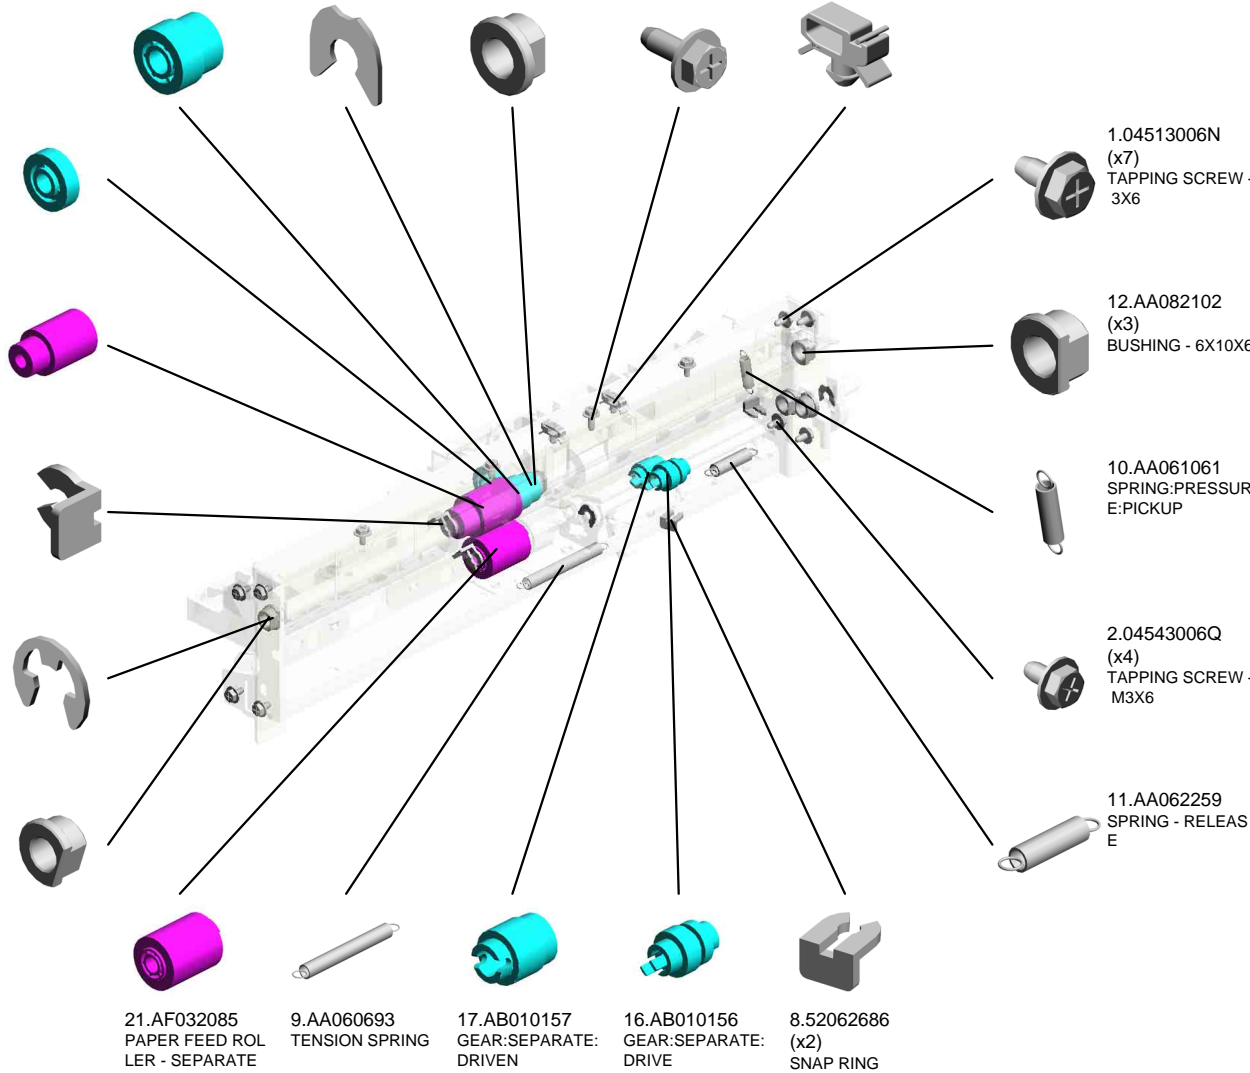 1.04513006N
(x7)
TAPPING SCREW -
3X6
12.AA082102
(x3)
BUSHING - 6X10X6
10.AA061061
SPRING:PRESSUR
E:PICKUP
2.04543006Q
(x4)
TAPPING SCREW -
M3X6
11.AA062259
SPRING - RELEAS
E
21.AF032085
PAPER FEED ROL
LER - SEPARATE
9.AA060693
TENSION SPRING
17.AB010157
GEAR:SEPARATE:
DRIVEN
16.AB010156
GEAR:SEPARATE:
DRIVE
8.52062686
(x2)
SNAP RING